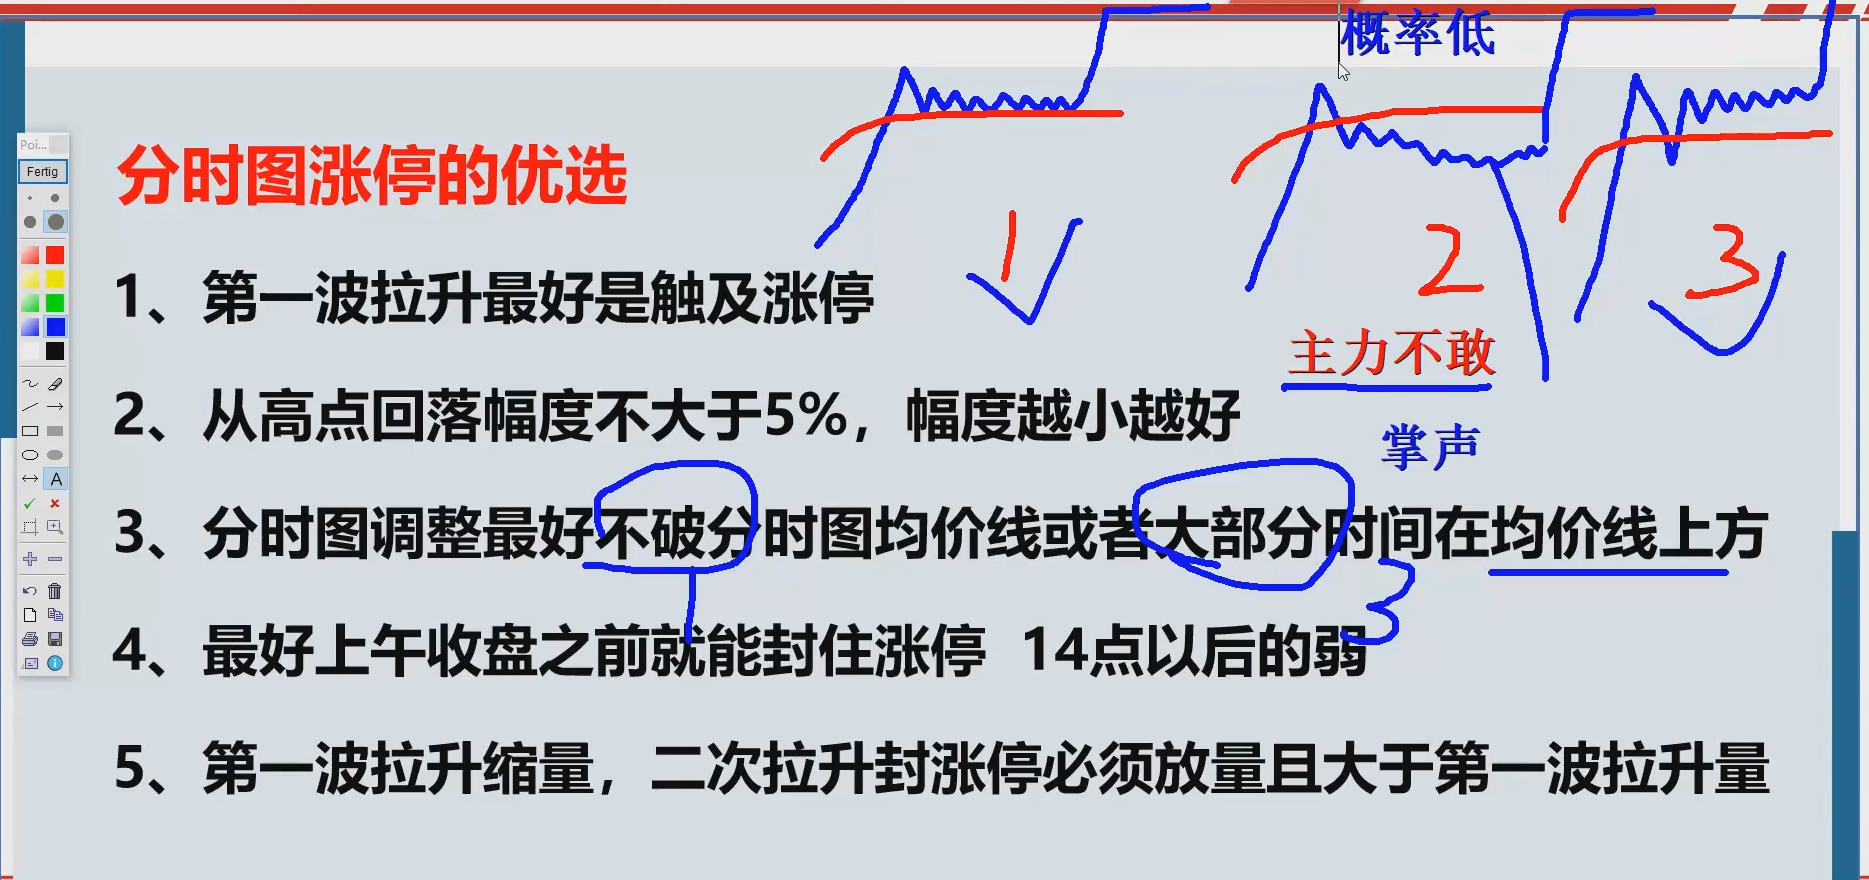 概率低
Poi...
Fertig
分时图涨停的优选
1 2 3
1、第一波拉升最好是触及涨停
主力不敢
2、从高点回落幅度不大于5%，幅度越小越好
掌声
3、分时图调整最好不破分时图均价线或者大部分时间在均价线上方
1 3
4、最好上午收盘之前就能封住涨停 14点以后的弱
5、第一波拉升缩量，二次拉升封涨停必须放量且大于第一波拉升量